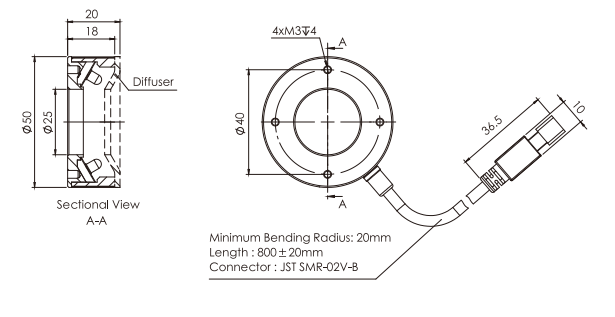 20
18
Diffuser
Ø50
Ø25
Sectional View
A-A
4xM3↧4
A
Ø40
A
36.5
10
Minimum Bending Radius: 20mm
Length : 800±20mm
Connector : JST SMR-02V-B